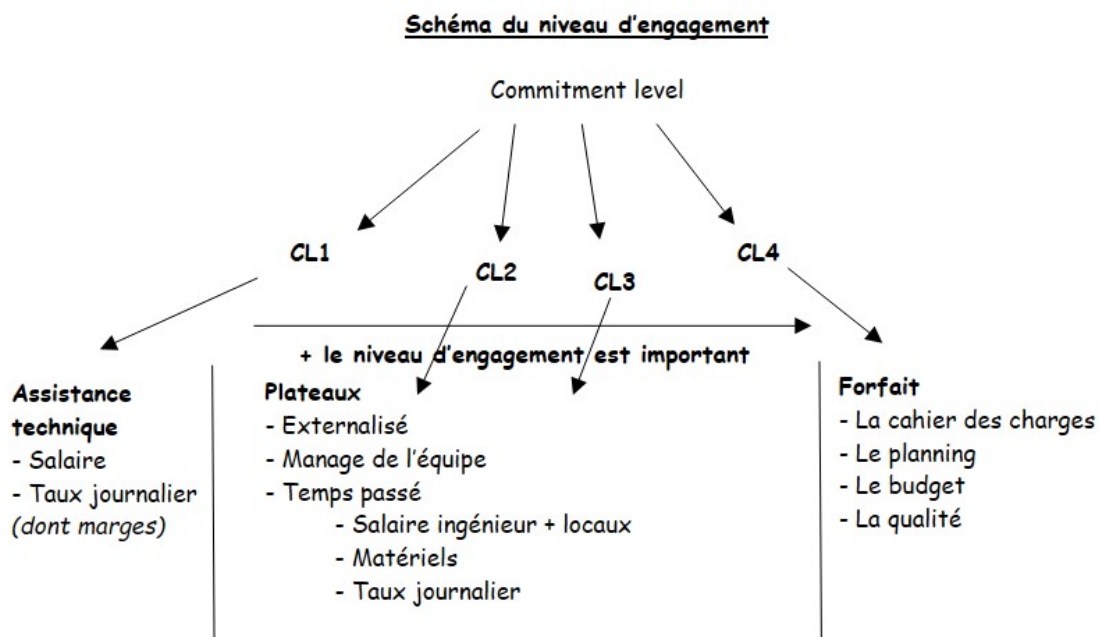 Schéma du niveau d'engagement
Commitment level
CL1
CL2
CL3
CL4
+ le niveau d'engagement est important
Assistance
technique
- Salaire
- Taux journalier
(dont marges)
Plateaux
- Externalisé
- Manage de l'équipe
- Temps passé
- Salaire ingénieur + locaux
- Matériels
- Taux journalier
Forfait
- La cahier des charges
- Le planning
- Le budget
- La qualité